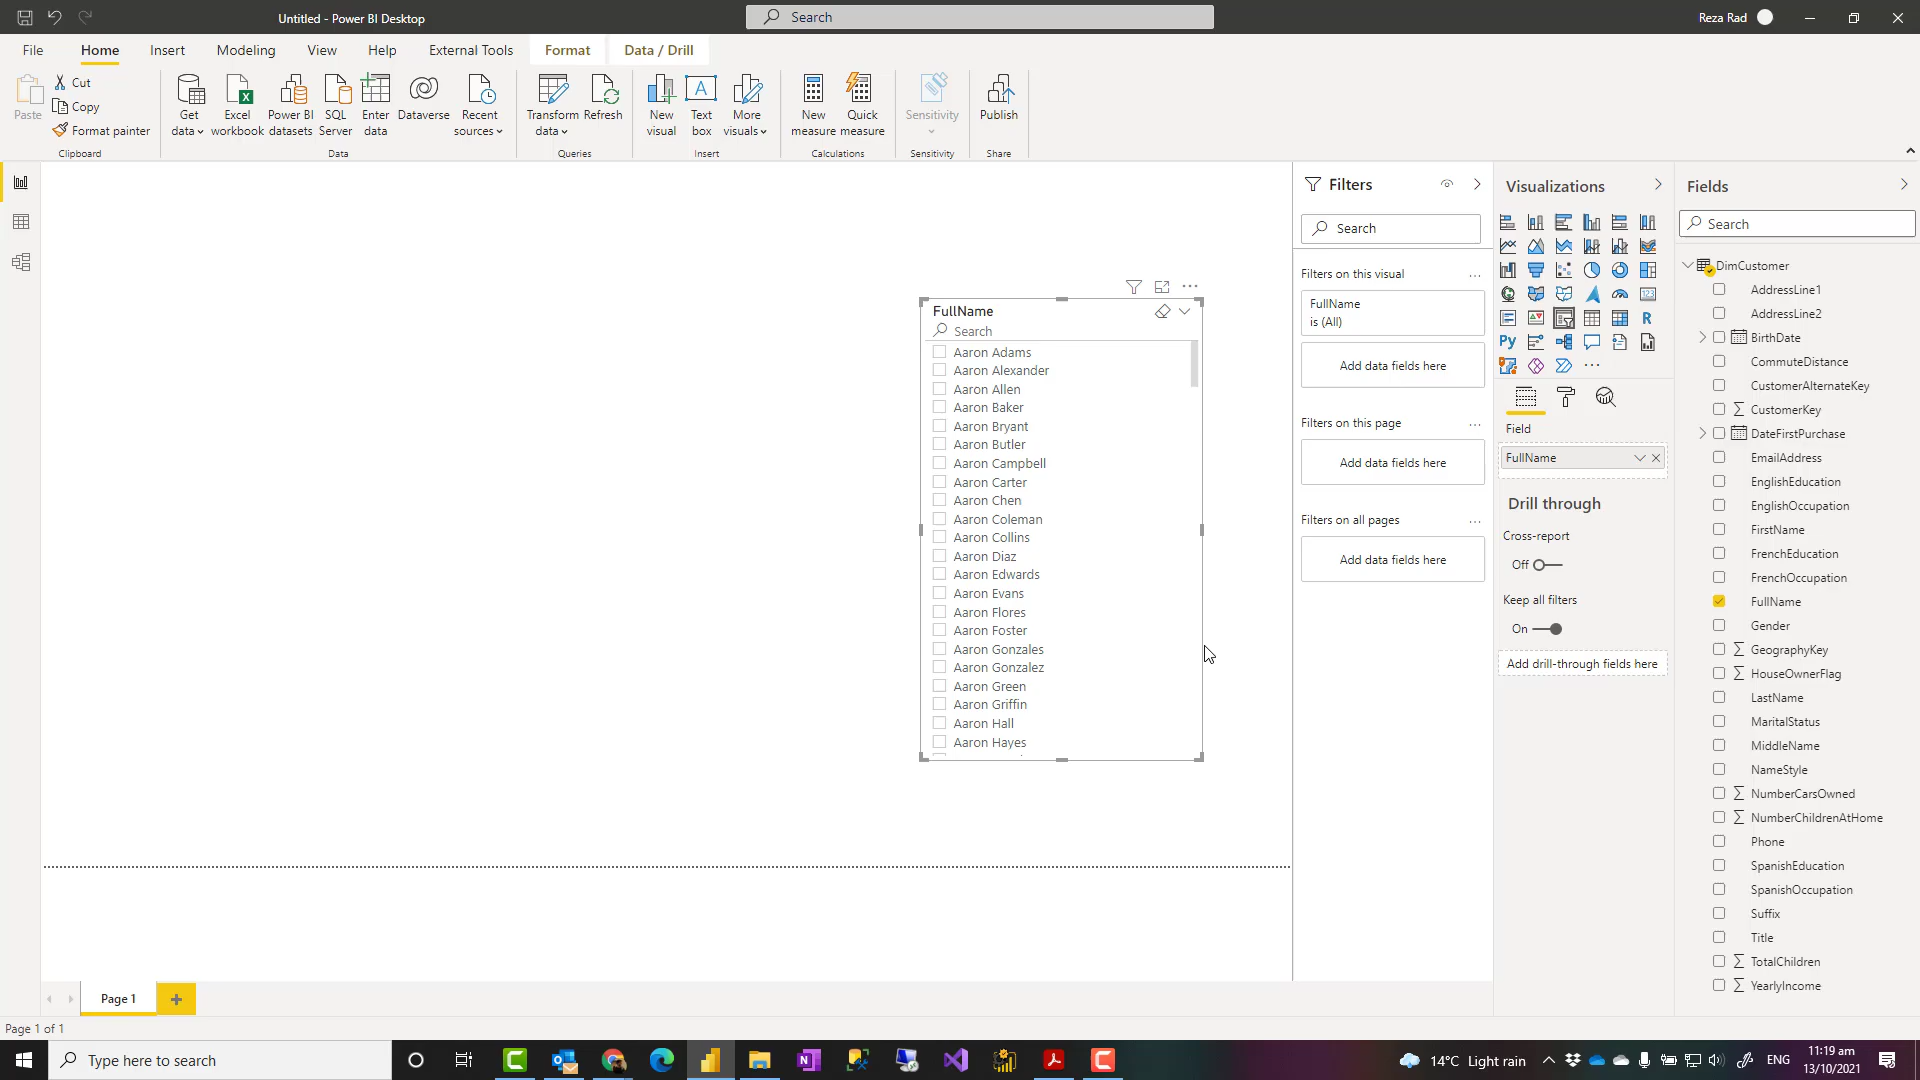 Untitled - Power BI Desktop
Search
Reza Rad
File Home Insert Modeling View Help External Tools Format Data / Drill
Paste
Cut
Copy
Format painter
Clipboard
Get data
Excel workbook
Power BI datasets
SQL Server
Enter data
Dataverse
Recent sources
Data
Transform data
Refresh
Queries
New visual
Text box
More visuals
Insert
New measure
Quick measure
Calculations
Sensitivity
Sensitivity
Publish
Share
FullName
Search
Aaron Adams
Aaron Alexander
Aaron Allen
Aaron Baker
Aaron Bryant
Aaron Butler
Aaron Campbell
Aaron Carter
Aaron Chen
Aaron Coleman
Aaron Collins
Aaron Diaz
Aaron Edwards
Aaron Evans
Aaron Flores
Aaron Foster
Aaron Gonzales
Aaron Gonzalez
Aaron Green
Aaron Griffin
Aaron Hall
Aaron Hayes
Filters
Search
Filters on this visual
FullName
is (All)
Add data fields here
Filters on this page
Add data fields here
Filters on all pages
Add data fields here
Visualizations
R
Py
123
Field
FullName
Drill through
Cross-report
Off
Keep all filters
On
Add drill-through fields here
Fields
Search
DimCustomer
AddressLine1
AddressLine2
BirthDate
CommuteDistance
CustomerAlternateKey
CustomerKey
DateFirstPurchase
EmailAddress
EnglishEducation
EnglishOccupation
FirstName
FrenchEducation
FrenchOccupation
FullName
Gender
GeographyKey
HouseOwnerFlag
LastName
MaritalStatus
MiddleName
NameStyle
NumberCarsOwned
NumberChildrenAtHome
Phone
SpanishEducation
SpanishOccupation
Suffix
Title
TotalChildren
YearlyIncome
Page 1
Page 1 of 1
Type here to search
14°C Light rain
ENG
11:19 am
13/10/2021